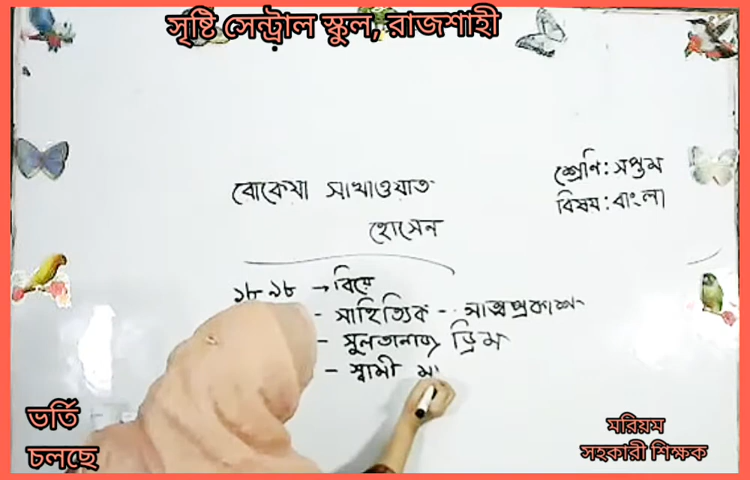 সৃষ্টি সেন্ট্রাল স্কুল, রাজশাহী
শ্রেণি: সপ্তম
বিষয়: বাংলা
রোকেয়া সাখাওয়াত
হোসেন
১৮৯৮ → বিয়ে
- সাহিত্যিক - আত্মপ্রকাশ
- সুলতানাজ ড্রিম
- স্বামী
ভর্তি
চলছে
মরিয়ম
সহকারী শিক্ষক